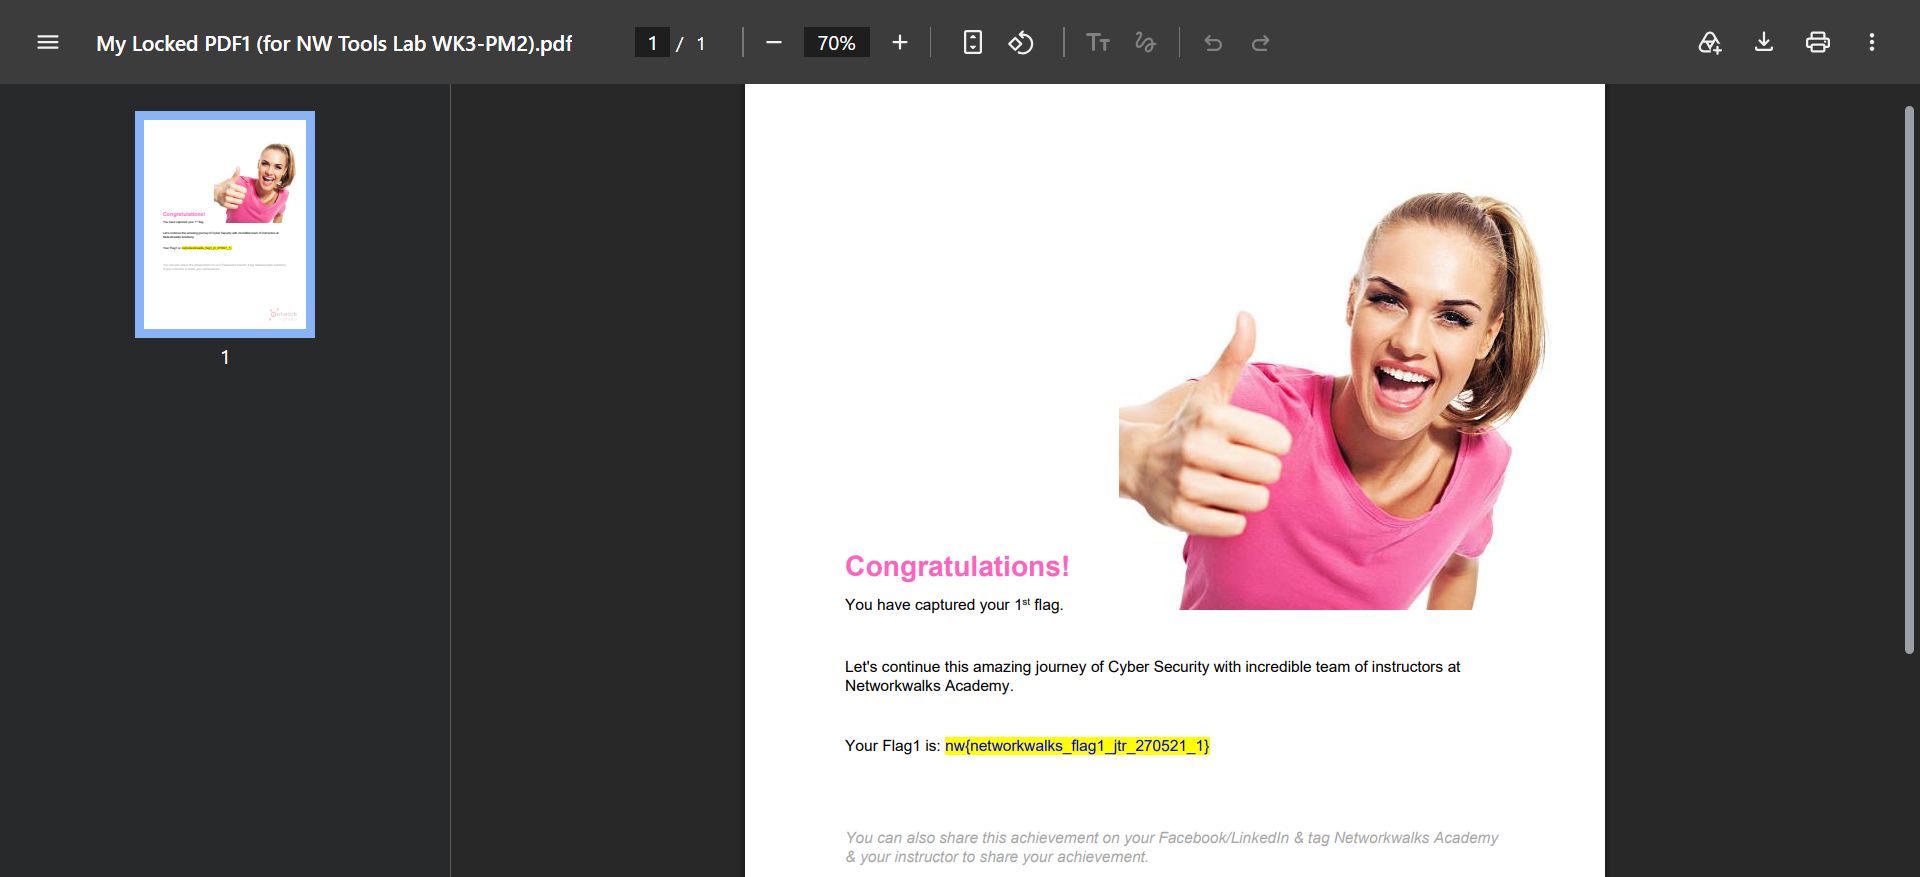 My Locked PDF1 (for NW Tools Lab WK3-PM2).pdf
1 / 1
70%
1
Congratulations!
You have captured your 1st flag.
Let's continue this amazing journey of Cyber Security with incredible team of instructors at
Networkwalks Academy.
Your Flag1 is: nw{networkwalks_flag1_jtr_270521_1}
You can also share this achievement on your Facebook/LinkedIn & tag Networkwalks Academy
& your instructor to share your achievement.